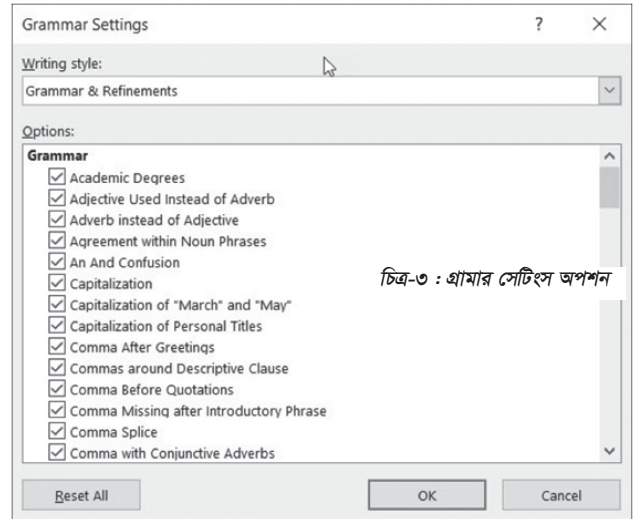 Grammar Settings ? ×
Writing style:
Grammar & Refinements
Options:
Grammar
Academic Degrees
Adjective Used Instead of Adverb
Adverb instead of Adjective
Agreement within Noun Phrases
An And Confusion
Capitalization
চিত্র-৩ : গ্রামার সেটিংস অপশন
Capitalization of "March" and "May"
Capitalization of Personal Titles
Comma After Greetings
Commas around Descriptive Clause
Comma Before Quotations
Comma Missing after Introductory Phrase
Comma Splice
Comma with Conjunctive Adverbs
Reset All OK Cancel